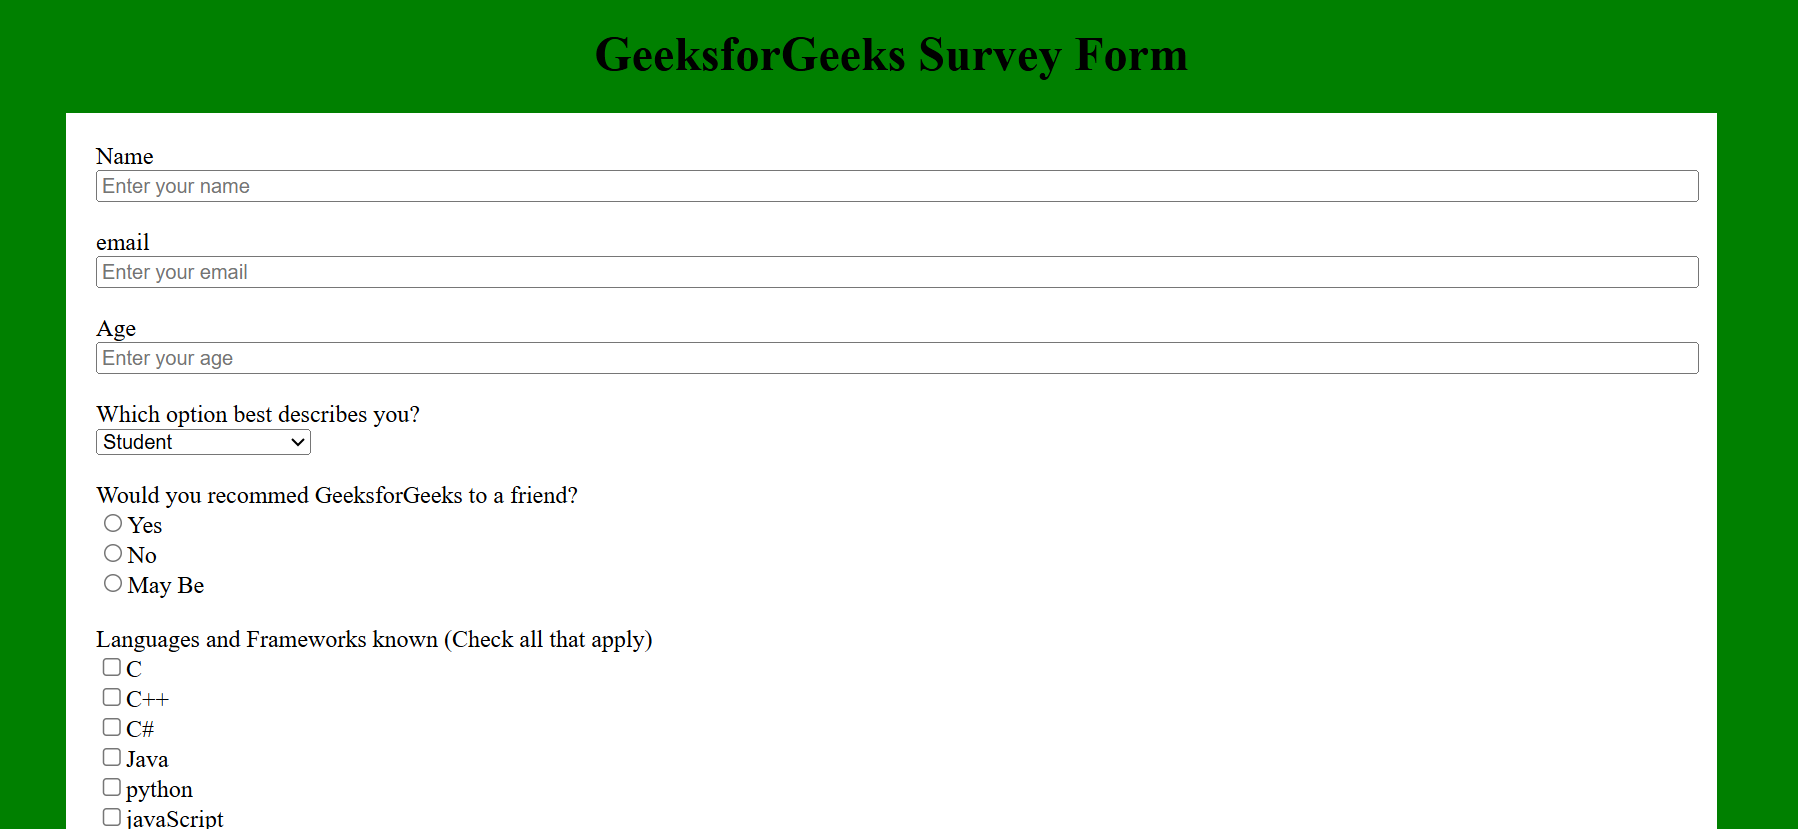 GeeksforGeeks Survey Form
Name
Enter your name
email
Enter your email
Age
Enter your age
Which option best describes you?
Student
Would you recommed GeeksforGeeks to a friend?
Yes
No
May Be
Languages and Frameworks known (Check all that apply)
C
C++
C#
Java
python
javaScript